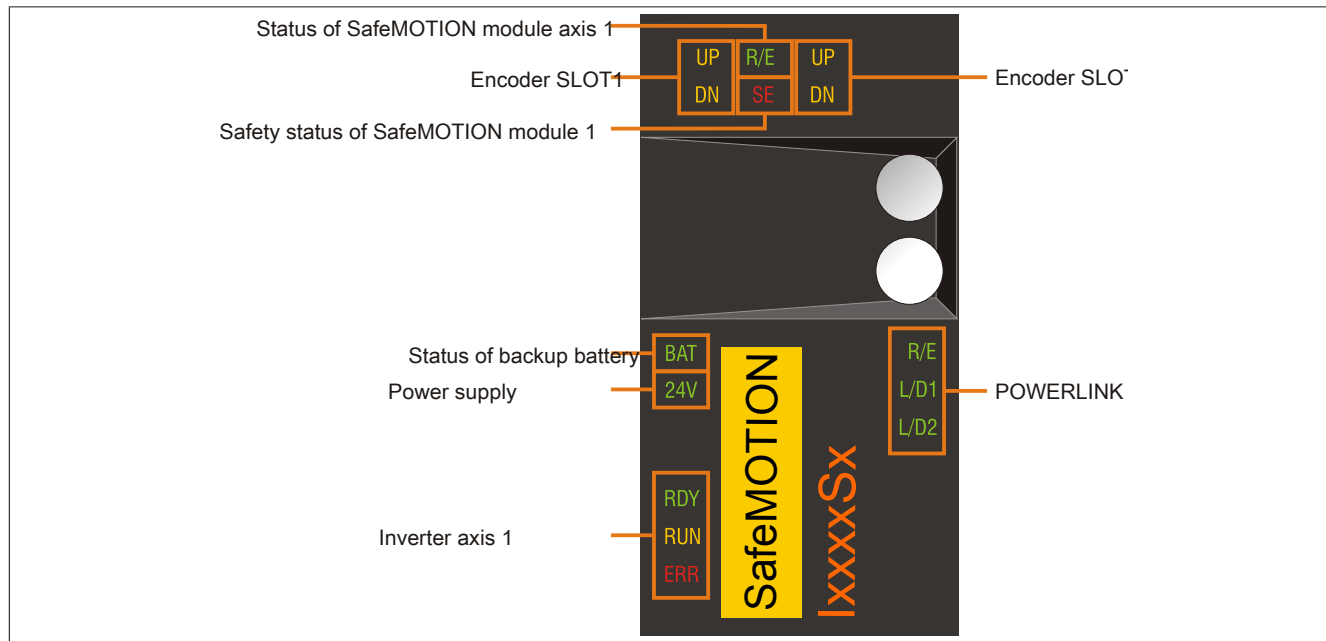 Status of SafeMOTION module axis 1
UP R/E UP
Encoder SLOT1
Encoder
DN SE DN
Safety status of SafeMOTION module 1
Status of backup battery
BAT
R/E
Power supply
24V
L/D1
POWERLINK
L/D2
SafeMOTION
IxxxxSx
RDY
Inverter axis 1
RUN
ERR